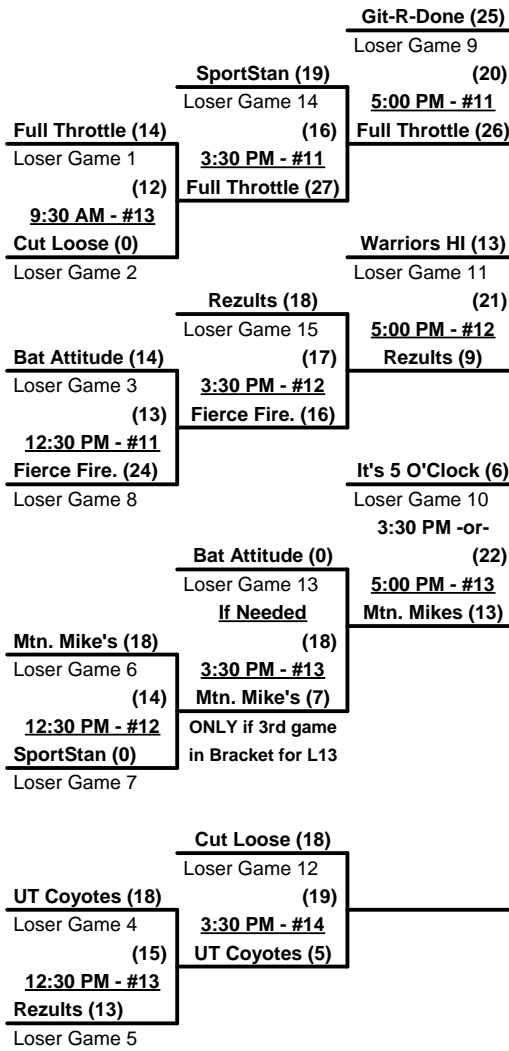 Git-R-Done (25)
Loser Game 9
SportStan (19)
(20)
Loser Game 14
5:00 PM - #11
Full Throttle (14)
(16)
Full Throttle (26)
Loser Game 1
3:30 PM - #11
(12)
Full Throttle (27)
9:30 AM - #13
Cut Loose (0)
Warriors HI (13)
Loser Game 2
Loser Game 11
Rezults (18)
(21)
Loser Game 15
5:00 PM - #12
Bat Attitude (14)
(17)
Rezults (9)
Loser Game 3
3:30 PM - #12
(13)
Fierce Fire. (16)
12:30 PM - #11
Fierce Fire. (24)
It's 5 O'Clock (6)
Loser Game 8
Loser Game 10
3:30 PM -or-
Bat Attitude (0)
(22)
Loser Game 13
5:00 PM - #13
If Needed
Mtn. Mikes (13)
Mtn. Mike's (18)
(18)
Loser Game 6
3:30 PM - #13
(14)
Mtn. Mike's (7)
12:30 PM - #12
ONLY if 3rd game
SportStan (0)
in Bracket for L13
Loser Game 7
Cut Loose (18)
Loser Game 12
UT Coyotes (18)
(19)
Loser Game 4
3:30 PM - #14
(15)
UT Coyotes (5)
12:30 PM - #13
Rezults (13)
Loser Game 5